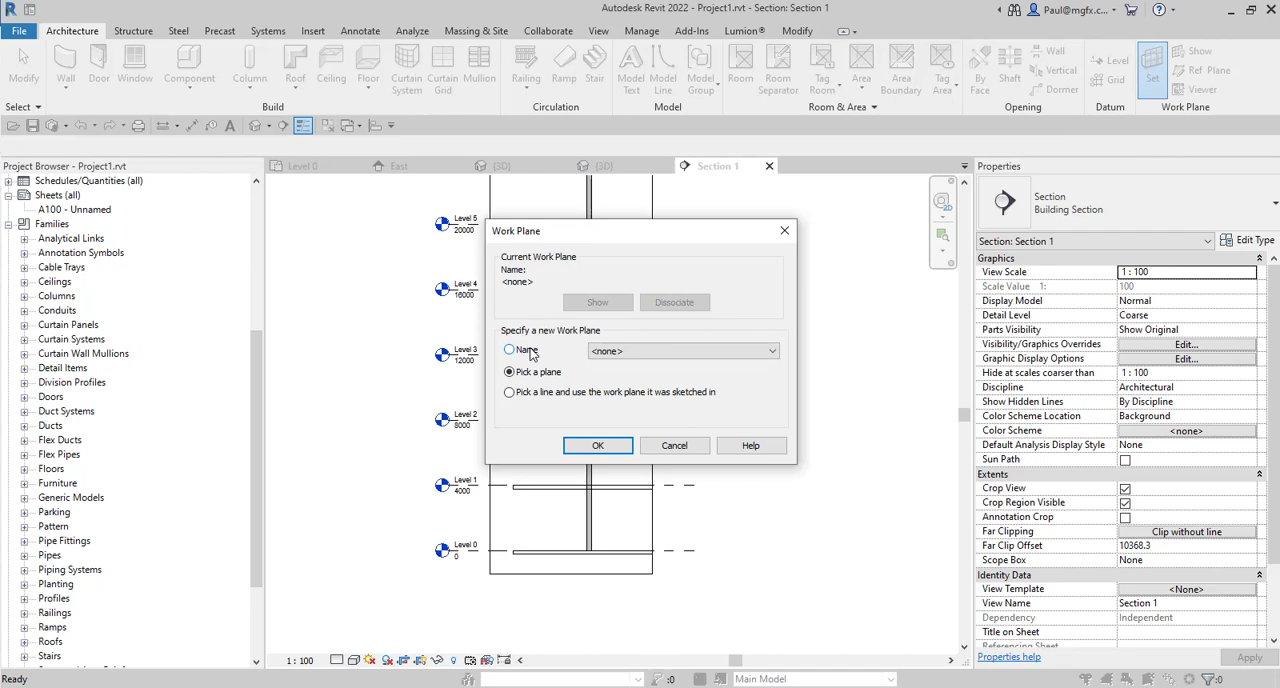 Autodesk Revit 2022 - Project1.rvt - Section: Section 1
Paul@mgfx.c...
File Architecture Structure Steel Precast Systems Insert Annotate Analyze Massing & Site Collaborate View Manage Add-Ins Lumion® Modify
Modify Wall Door Window Component Column Roof Ceiling Floor Curtain System Curtain Grid Mullion Railing Ramp Stair Model Text Model Line Model Group Room Room Separator Tag Room Area Area Boundary Tag Area By Face Shaft Wall Vertical Dormer Level Grid Set Show Ref Plane Viewer
Select Build Circulation Model Room & Area Opening Datum Work Plane
Project Browser - Project1.rvt
Schedules/Quantities (all)
Sheets (all)
A100 - Unnamed
Families
Analytical Links
Annotation Symbols
Cable Trays
Ceilings
Columns
Conduits
Curtain Panels
Curtain Systems
Curtain Wall Mullions
Detail Items
Division Profiles
Doors
Duct Systems
Ducts
Flex Ducts
Flex Pipes
Floors
Furniture
Generic Models
Parking
Pattern
Pipe Fittings
Pipes
Piping Systems
Planting
Profiles
Railings
Ramps
Roofs
Stairs
Level 0 East {3D} {3D} Section 1
Level 5
20000
Level 4
16000
Level 3
12000
Level 2
8000
Level 1
4000
Level 0
0
Work Plane
Current Work Plane
Name:
<none>
Show Dissociate
Specify a new Work Plane
Name <none>
Pick a plane
Pick a line and use the work plane it was sketched in
OK Cancel Help
2D
Properties
Section
Building Section
Section: Section 1 Edit Type
Graphics
View Scale 1 : 100
Scale Value 1: 100
Display Model Normal
Detail Level Coarse
Parts Visibility Show Original
Visibility/Graphics Overrides Edit...
Graphic Display Options Edit...
Hide at scales coarser than 1 : 100
Discipline Architectural
Show Hidden Lines By Discipline
Color Scheme Location Background
Color Scheme <none>
Default Analysis Display Style None
Sun Path
Extents
Crop View
Crop Region Visible
Annotation Crop
Far Clipping Clip without line
Far Clip Offset 10368.3
Scope Box None
Identity Data
View Template <None>
View Name Section 1
Dependency Independent
Title on Sheet
Referencing Sheet
Properties help Apply
1 : 100
Ready :0 Main Model :0